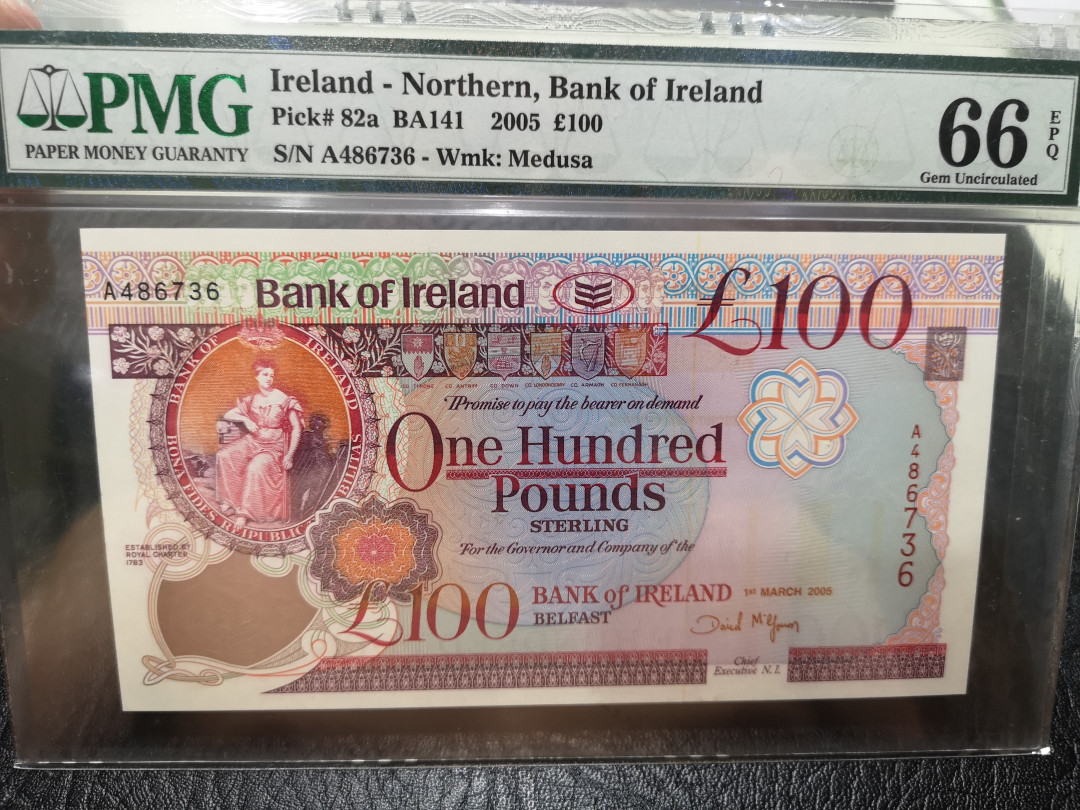 PMG
PAPER MONEY GUARANTY
Ireland - Northern, Bank of Ireland
Pick# 82a BA141 2005 £100
S/N A486736 - Wmk: Medusa
66
EPQ
Gem Uncirculated
A486736
Bank of Ireland
£100
BANK OF IRELAND
BONA FIDES REIPUBLICÆ STABILITAS
CO. TYRONE CO. ANTRIM CO. DOWN CO. LONDONDERRY CO. ARMAGH CO. FERMANAGH
I Promise to pay the bearer on demand
One Hundred
Pounds
STERLING
For the Governor and Company of the
BANK of IRELAND
BELFAST
1st MARCH 2005
£100
ESTABLISHED BY
ROYAL CHARTER
1783
Chief
Executive N.I.
A486736